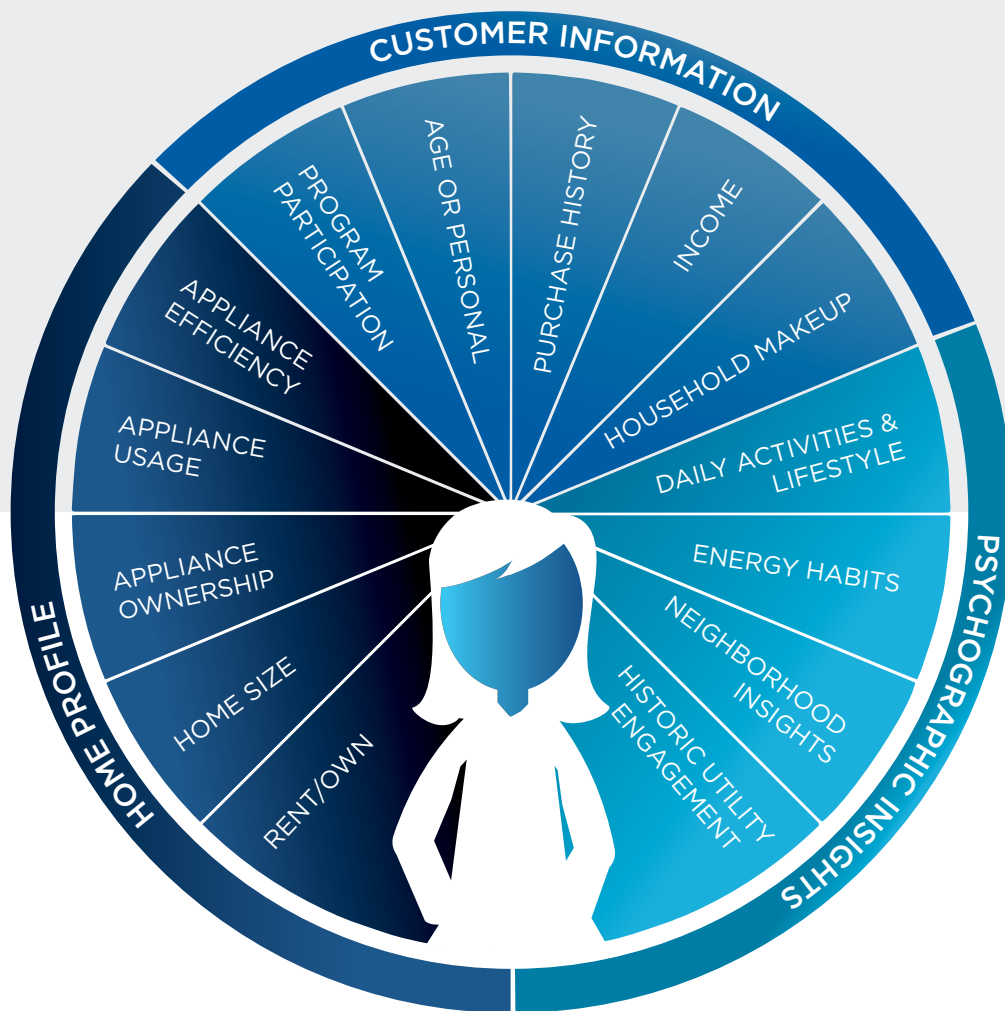 CUSTOMER INFORMATION
PROGRAM
PARTICIPATION
AGE OR PERSONAL
PURCHASE HISTORY
INCOME
HOUSEHOLD MAKEUP
PSYCHOGRAPHIC INSIGHTS
DAILY ACTIVITIES &
LIFESTYLE
ENERGY HABITS
NEIGHBORHOOD
INSIGHTS
HISTORIC UTILITY
ENGAGEMENT
HOME PROFILE
APPLIANCE
EFFICIENCY
APPLIANCE
USAGE
APPLIANCE
OWNERSHIP
HOME SIZE
RENT/OWN